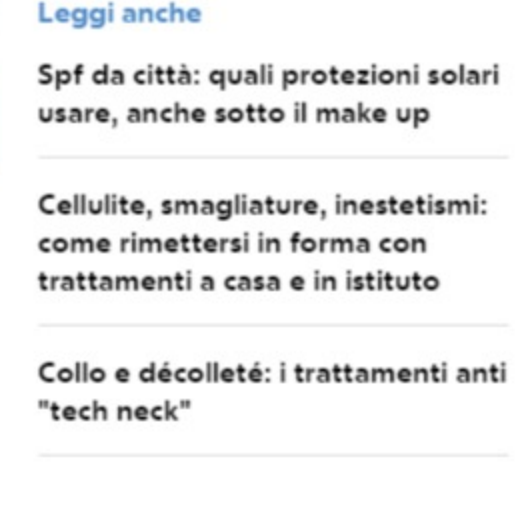 Leggi anche
Spf da città: quali protezioni solari
usare, anche sotto il make up
Cellulite, smagliature, inestetismi:
come rimettersi in forma con
trattamenti a casa e in istituto
Collo e décolleté: i trattamenti anti
"tech neck"